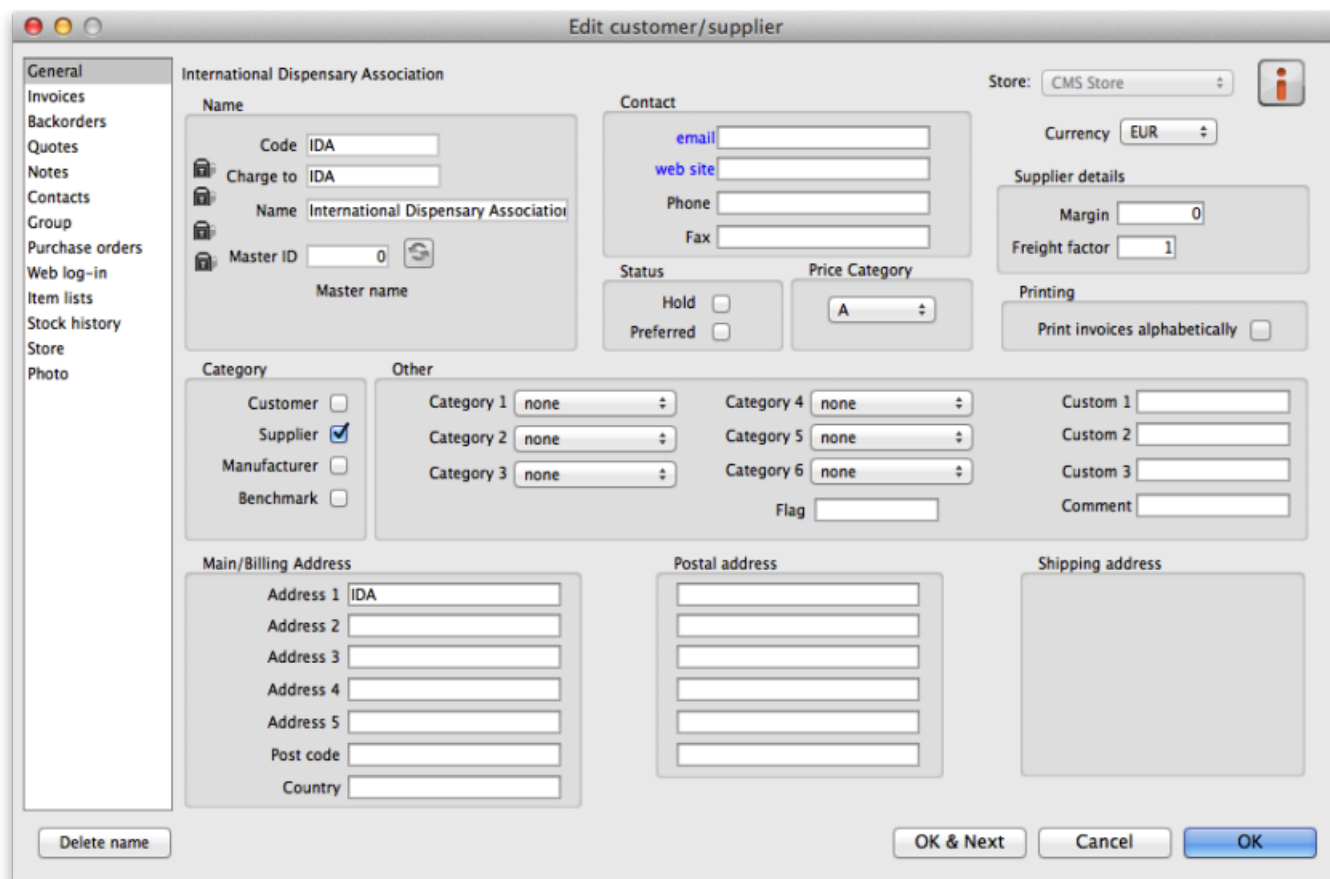 Edit customer/supplier
General
Invoices
Backorders
Quotes
Notes
Contacts
Group
Purchase orders
Web log-in
Item lists
Stock history
Store
Photo
International Dispensary Association
Store: CMS Store
Currency EUR
Name
Code IDA
Charge to IDA
Name International Dispensary Association
Master ID 0
Master name
Contact
email
web site
Phone
Fax
Supplier details
Margin 0
Freight factor 1
Status
Hold
Preferred
Price Category
A
Printing
Print invoices alphabetically
Category
Customer
Supplier
Manufacturer
Benchmark
Other
Category 1 none
Category 2 none
Category 3 none
Category 4 none
Category 5 none
Category 6 none
Flag
Custom 1
Custom 2
Custom 3
Comment
Main/Billing Address
Address 1 IDA
Address 2
Address 3
Address 4
Address 5
Post code
Country
Postal address
Shipping address
Delete name
OK & Next
Cancel
OK